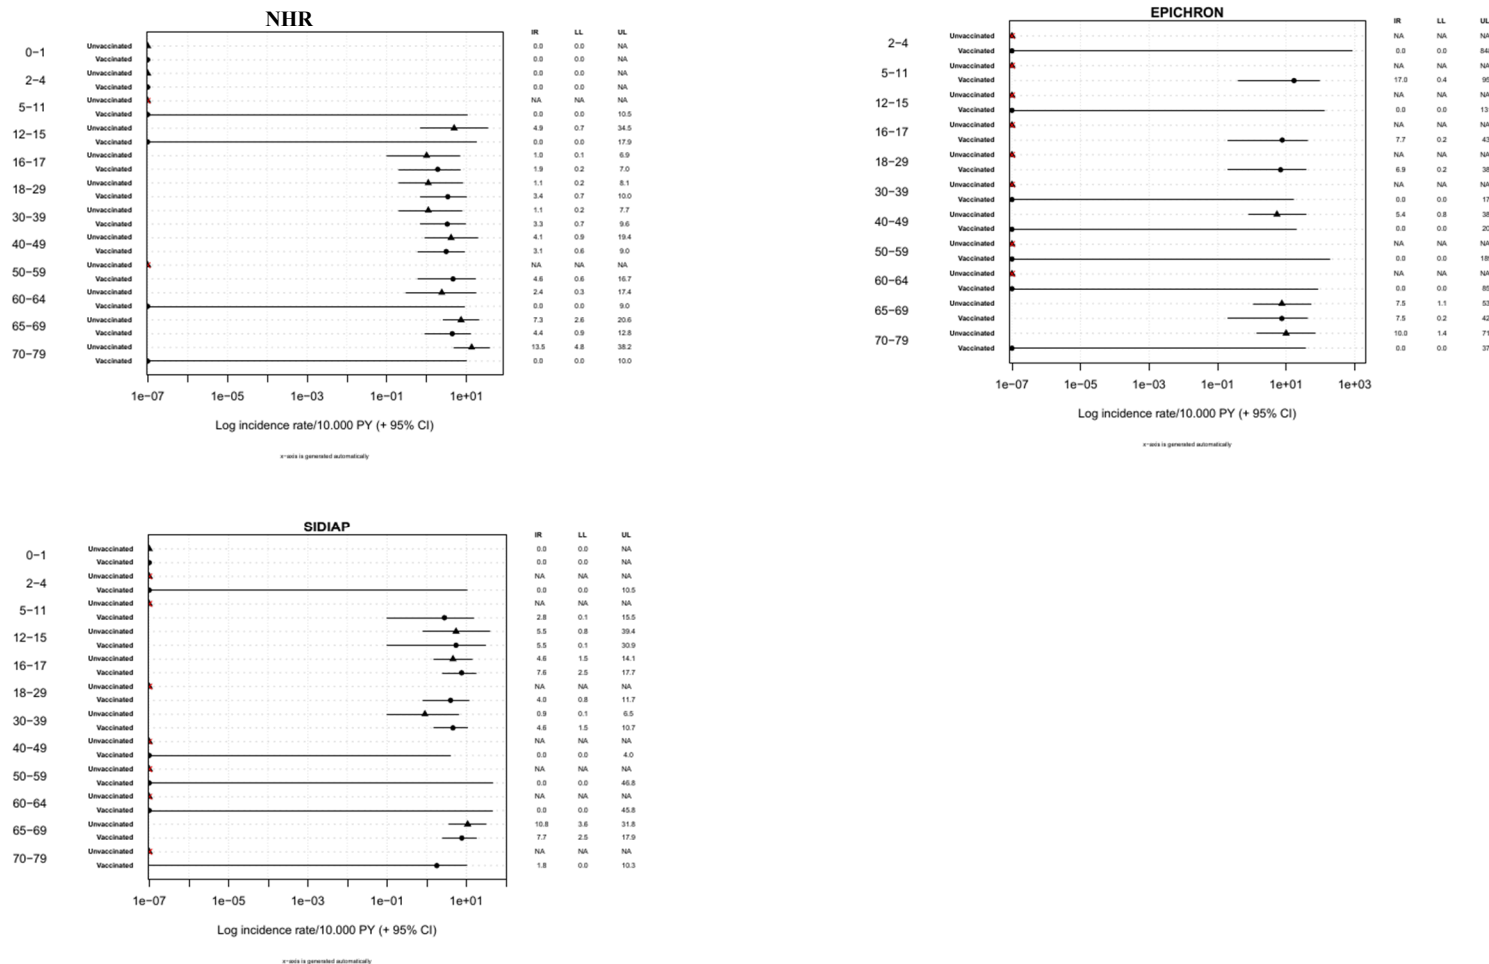 NHR
IR LL UL
0−1
Unvaccinated 0.0 0.0 NA
Vaccinated 0.0 0.0 NA
2−4
Unvaccinated 0.0 0.0 NA
Vaccinated 0.0 0.0 NA
5−11
Unvaccinated NA NA NA
Vaccinated 0.0 0.0 10.5
12−15
Unvaccinated 4.9 0.7 34.5
Vaccinated 0.0 0.0 17.9
16−17
Unvaccinated 1.0 0.1 6.9
Vaccinated 1.9 0.2 7.0
18−29
Unvaccinated 1.1 0.2 8.1
Vaccinated 3.4 0.7 10.0
30−39
Unvaccinated 1.1 0.2 7.7
Vaccinated 3.3 0.7 9.6
40−49
Unvaccinated 4.1 0.9 19.4
Vaccinated 3.1 0.6 9.0
50−59
Unvaccinated NA NA NA
Vaccinated 4.6 0.6 16.7
60−64
Unvaccinated 2.4 0.3 17.4
Vaccinated 0.0 0.0 9.0
65−69
Unvaccinated 7.3 2.6 20.6
Vaccinated 4.4 0.9 12.8
70−79
Unvaccinated 13.5 4.8 38.2
Vaccinated 0.0 0.0 10.0
1e−07 1e−05 1e−03 1e−01 1e+01
Log incidence rate/10.000 PY (+ 95% CI)
x−axis is generated automatically
EPICHRON
IR LL UL
2−4
Unvaccinated NA NA NA
Vaccinated 0.0 0.0
5−11
Unvaccinated NA NA NA
Vaccinated 17.0 0.4
12−15
Unvaccinated NA NA NA
Vaccinated 0.0 0.0
16−17
Unvaccinated NA NA NA
Vaccinated 7.7 0.2 43
18−29
Unvaccinated NA NA NA
Vaccinated 6.9 0.2 38
30−39
Unvaccinated NA NA NA
Vaccinated 0.0 0.0 17
40−49
Unvaccinated 5.4 0.8 38
Vaccinated 0.0 0.0 20
50−59
Unvaccinated NA NA NA
Vaccinated 0.0 0.0
60−64
Unvaccinated NA NA NA
Vaccinated 0.0 0.0 85
65−69
Unvaccinated 7.5 1.1 53
Vaccinated 7.5 0.2 42
70−79
Unvaccinated 10.0 1.4 71
Vaccinated 0.0 0.0 37
1e−07 1e−05 1e−03 1e−01 1e+01 1e+03
Log incidence rate/10.000 PY (+ 95% CI)
x−axis is generated automatically
SIDIAP
IR LL UL
0−1
Unvaccinated 0.0 0.0 NA
Vaccinated 0.0 0.0 NA
2−4
Unvaccinated NA NA NA
Vaccinated 0.0 0.0 10.5
5−11
Unvaccinated NA NA NA
Vaccinated 2.8 0.1 15.5
12−15
Unvaccinated 5.5 0.8 39.4
Vaccinated 5.5 0.1 30.9
16−17
Unvaccinated 4.6 1.5 14.1
Vaccinated 7.6 2.5 17.7
18−29
Unvaccinated NA NA NA
Vaccinated 4.0 0.8 11.7
30−39
Unvaccinated 0.9 0.1 6.5
Vaccinated 4.6 1.5 10.7
40−49
Unvaccinated NA NA NA
Vaccinated 0.0 0.0 4.0
50−59
Unvaccinated NA NA NA
Vaccinated 0.0 0.0 46.8
60−64
Unvaccinated NA NA NA
Vaccinated 0.0 0.0 45.8
65−69
Unvaccinated 10.8 3.6 31.8
Vaccinated 7.7 2.5 17.9
70−79
Unvaccinated NA NA NA
Vaccinated 1.8 0.0 10.3
1e−07 1e−05 1e−03 1e−01 1e+01
Log incidence rate/10.000 PY (+ 95% CI)
x−axis is generated automatically